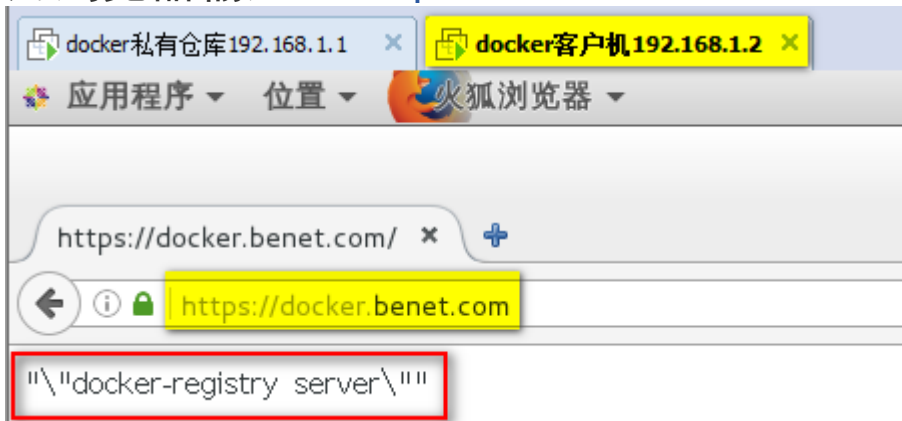 docker私有仓库192.168.1.1 × docker客户机192.168.1.2 ×
应用程序 位置 火狐浏览器
https://docker.benet.com/ ×
https://docker.benet.com
"\"docker-registry server\""